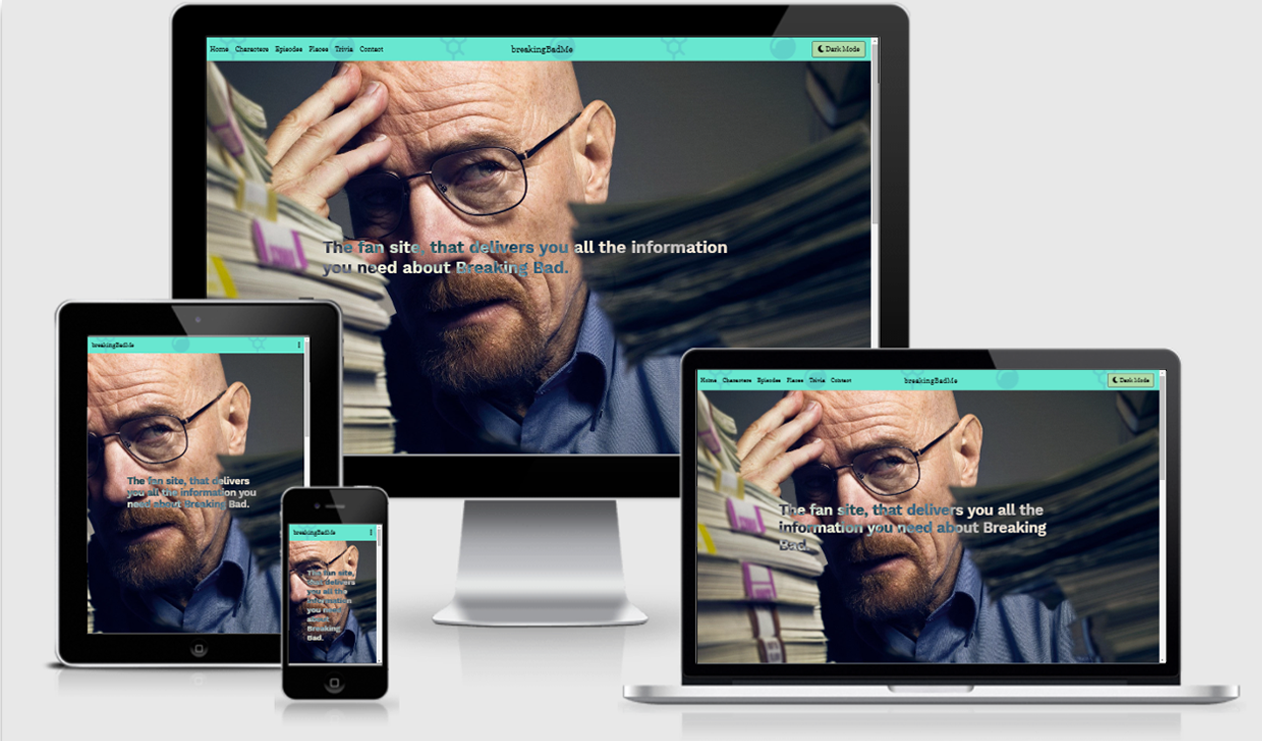 Home Characters Episodes Places Trivia Contact breakingBadMe Dark Mode
The fan site, that delivers you all the information
you need about Breaking Bad.
breakingBadMe
The fan site, that delivers
you all the information you
need about Breaking Bad.
breakingBadMe
The fan site,
that delivers
you all the
information
you need
about
Breaking
Bad.
Home Characters Episodes Places Trivia Contact breakingBadMe Dark Mode
The fan site, that delivers you all the
information you need about Breaking
Bad.